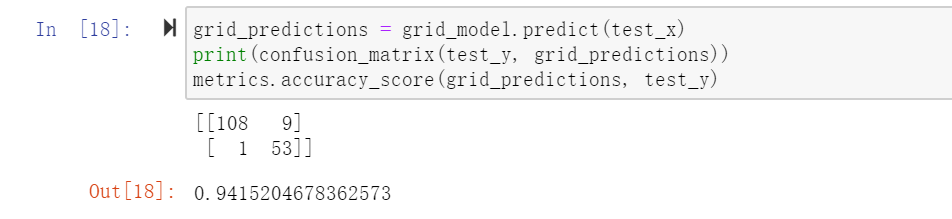 In [18]: grid_predictions = grid_model.predict(test_x)
print(confusion_matrix(test_y, grid_predictions))
metrics.accuracy_score(grid_predictions, test_y)
[[108   9]
 [  1  53]]
Out[18]: 0.9415204678362573